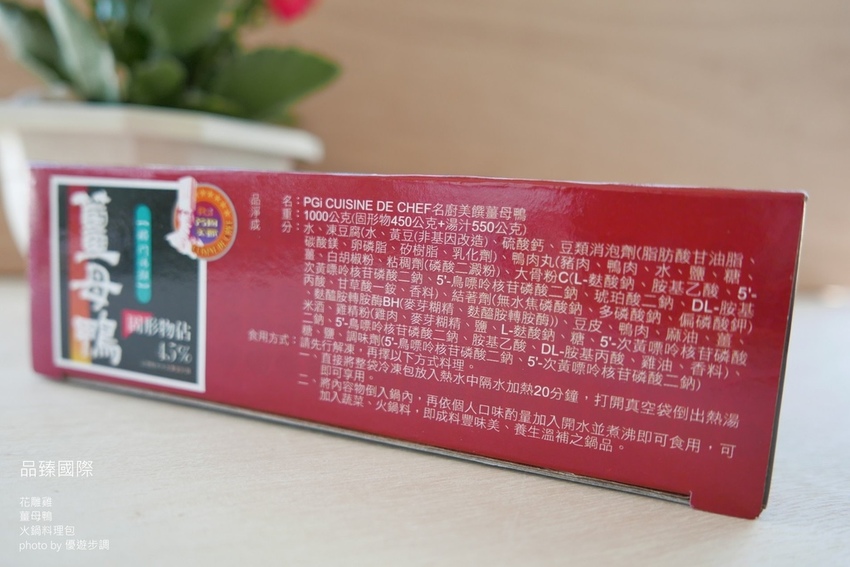 薑母鴨
固形物佔
45%
品　名：PGi CUISINE DE CHEF名廚美饌薑母鴨
淨　重：1000公克(固形物450公克+湯汁550公克)
成　分：水、凍豆腐(水、黃豆(非基因改造)、硫酸鈣、豆類消泡劑(脂肪酸甘油脂、
碳酸鎂、卵磷脂、矽樹脂、乳化劑)、鴨肉丸(豬肉、鴨肉、水、鹽、糖、
薑、白胡椒粉、粘稠劑(磷酸二澱粉)、大骨粉C(L-麩酸鈉、胺基乙酸、5'-
次黃嘌呤核苷磷酸二鈉、5'-鳥嘌呤核苷磷酸二鈉、琥珀酸二鈉、DL-胺基
丙酸、甘草酸一銨、香料)、結著劑(無水焦磷酸鈉、多磷酸鈉、偏磷酸鉀)
、麩醯胺轉胺酶BH(麥芽糊精、麩醯胺轉胺酶))、豆皮、鴨肉、麻油、薑、
米酒、雞精粉(雞肉、麥芽糊精、鹽、L-麩酸鈉、糖、5'-次黃嘌呤核苷磷酸
二鈉、5'-鳥嘌呤核苷磷酸二鈉、胺基乙酸、DL-胺基丙酸、雞油、香料)、
糖、鹽、調味劑(5'-鳥嘌呤核苷磷酸二鈉、5'-次黃嘌呤核苷磷酸二鈉)
食用方式：請先行解凍，再擇以下方式料理。
一、直接將整袋冷凍包放入熱水中隔水加熱20分鐘，打開真空袋倒出熱湯
即可享用。
二、將內容物倒入鍋內，再依個人口味酌量加入開水並煮沸即可食用，可
加入蔬菜、火鍋料，即成料豐味美、養生溫補之鍋品。
品臻國際
花雕雞
薑母鴨
火鍋料理包
photo by 優遊步調